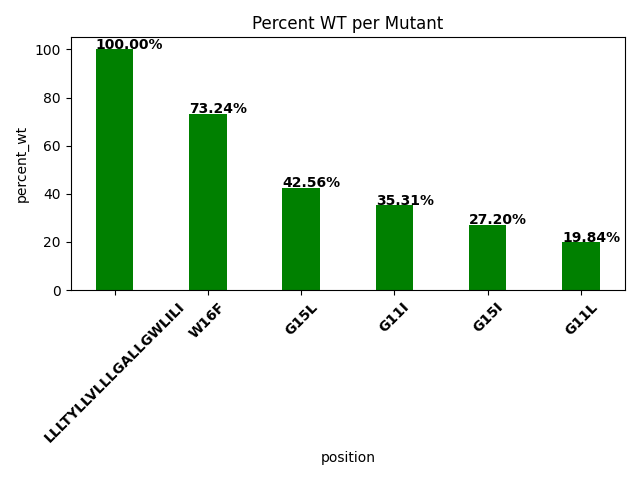 Percent WT per Mutant
percent_wt
100
80
60
40
20
0
100.00%
73.24%
42.56%
35.31%
27.20%
19.84%
LLLTYLLVLLLGALLGWLILI
W16F
G15L
G11I
G15I
G11L
position